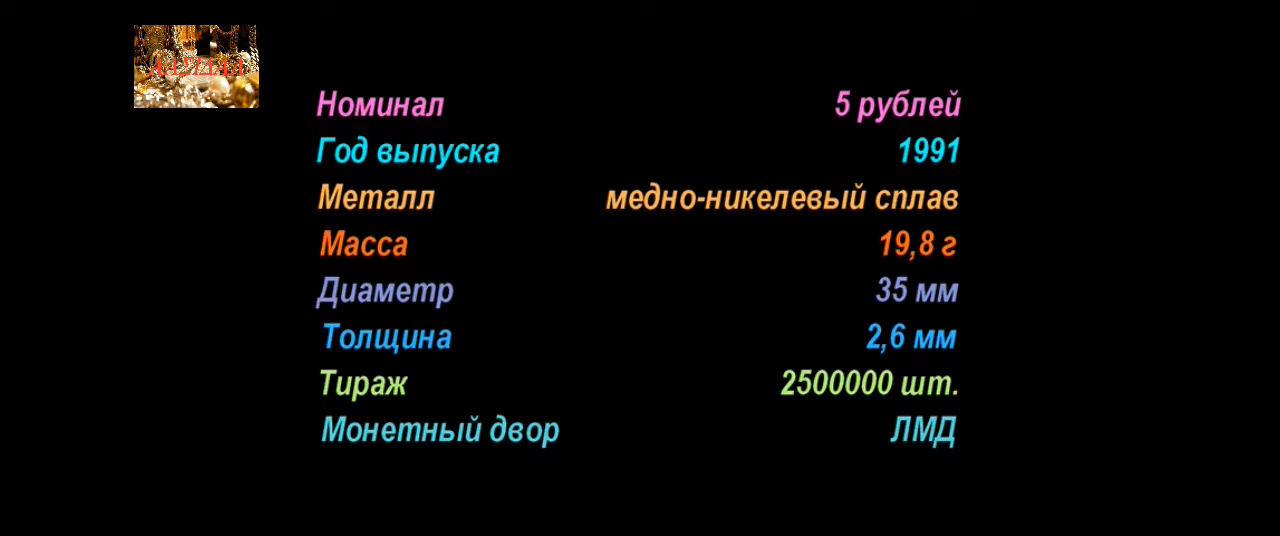 Номинал 5 рублей
Год выпуска 1991
Металл медно-никелевый сплав
Масса 19,8 г
Диаметр 35 мм
Толщина 2,6 мм
Тираж 2500000 шт.
Монетный двор ЛМД